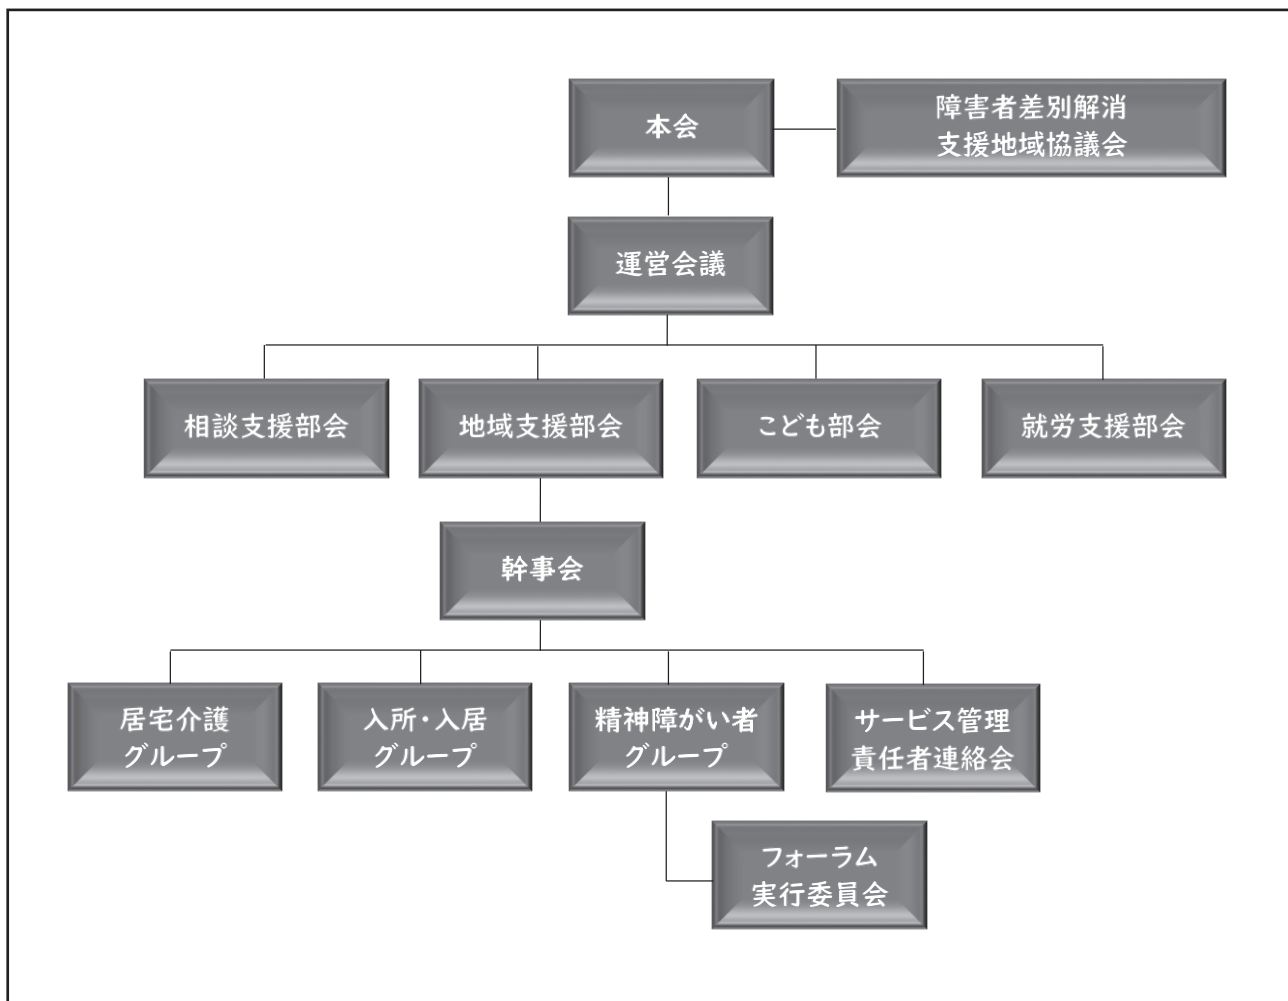 本会
障害者差別解消
支援地域協議会
運営会議
相談支援部会
地域支援部会
こども部会
就労支援部会
幹事会
居宅介護
グループ
入所・入居
グループ
精神障がい者
グループ
サービス管理
責任者連絡会
フォーラム
実行委員会